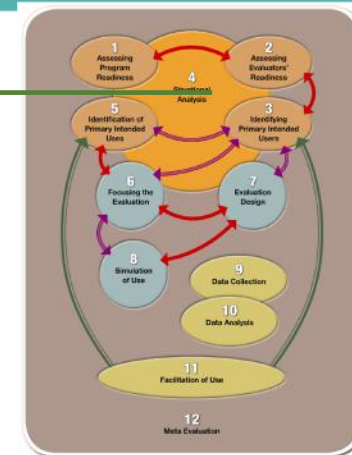 1
Assessing
Program
Readiness
2
Assessing
Evaluators'
Readiness
4
Situational
Analysis
5
Identification of
Primary Intended
Uses
3
Identifying
Primary Intended
Users
6
Focusing the
Evaluation
7
Evaluation
Design
8
Simulation
of Use
9
Data Collection
10
Data Analysis
11
Facilitation of Use
12
Meta Evaluation